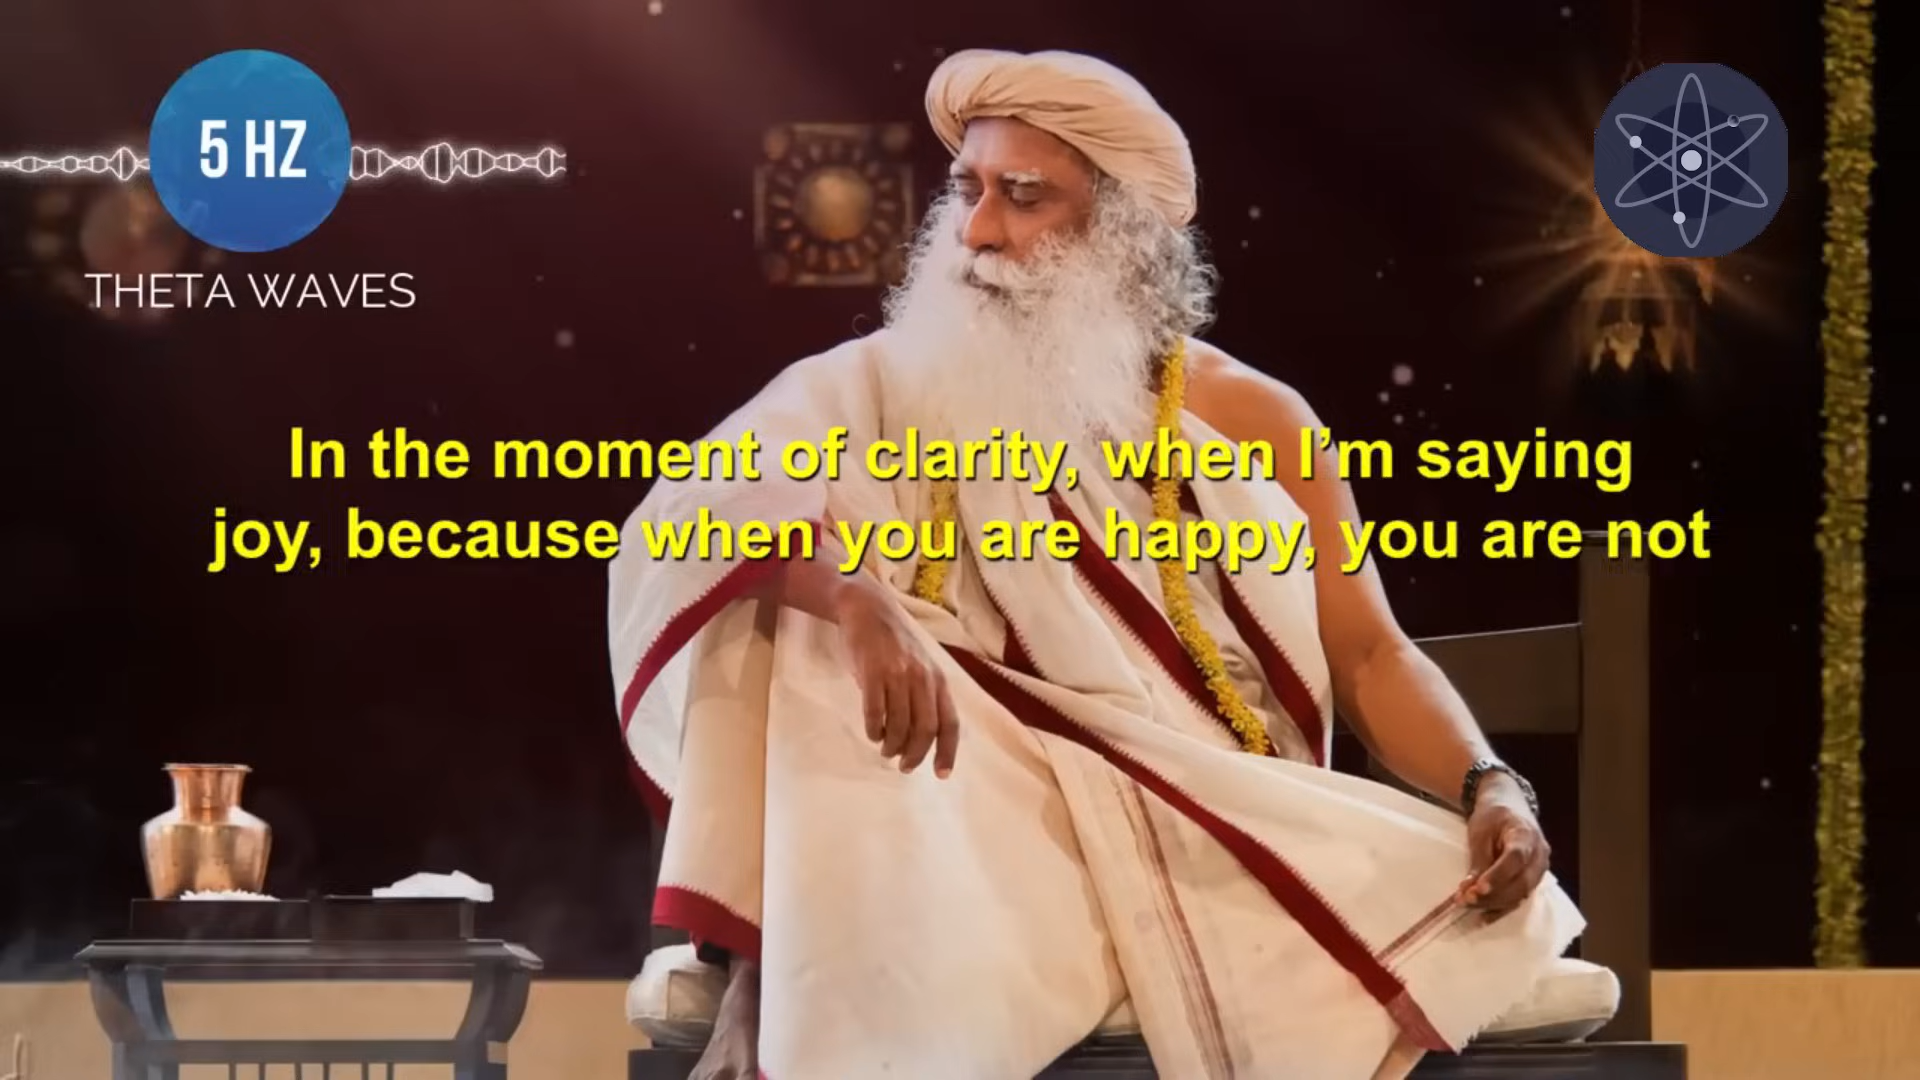 5 HZ
THETA WAVES
In the moment of clarity, when I’m saying
joy, because when you are happy, you are not